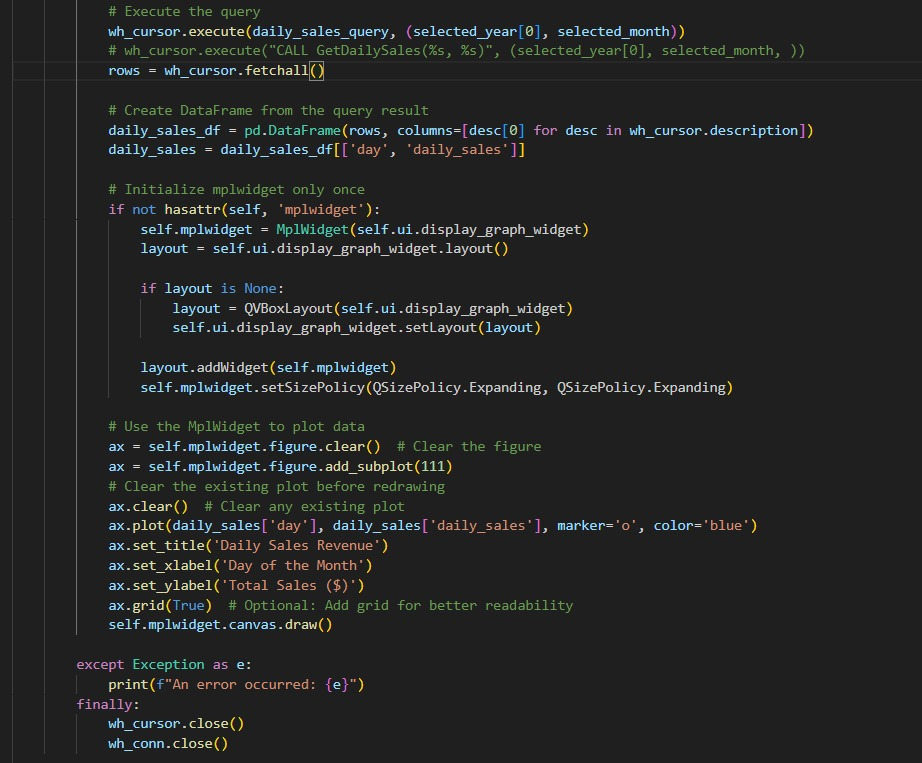 # Execute the query
wh_cursor.execute(daily_sales_query, (selected_year[0], selected_month))
# wh_cursor.execute("CALL GetDailySales(%s, %s)", (selected_year[0], selected_month, ))
rows = wh_cursor.fetchall()
# Create DataFrame from the query result
daily_sales_df = pd.DataFrame(rows, columns=[desc[0] for desc in wh_cursor.description])
daily_sales = daily_sales_df[['day', 'daily_sales']]
# Initialize mplwidget only once
if not hasattr(self, 'mplwidget'):
self.mplwidget = MplWidget(self.ui.display_graph_widget)
layout = self.ui.display_graph_widget.layout()
if layout is None:
layout = QVBoxLayout(self.ui.display_graph_widget)
self.ui.display_graph_widget.setLayout(layout)
layout.addWidget(self.mplwidget)
self.mplwidget.setSizePolicy(QSizePolicy.Expanding, QSizePolicy.Expanding)
# Use the MplWidget to plot data
ax = self.mplwidget.figure.clear()  # Clear the figure
ax = self.mplwidget.figure.add_subplot(111)
# Clear the existing plot before redrawing
ax.clear()  # Clear any existing plot
ax.plot(daily_sales['day'], daily_sales['daily_sales'], marker='o', color='blue')
ax.set_title('Daily Sales Revenue')
ax.set_xlabel('Day of the Month')
ax.set_ylabel('Total Sales ($)')
ax.grid(True)  # Optional: Add grid for better readability
self.mplwidget.canvas.draw()
except Exception as e:
print(f"An error occurred: {e}")
finally:
wh_cursor.close()
wh_conn.close()